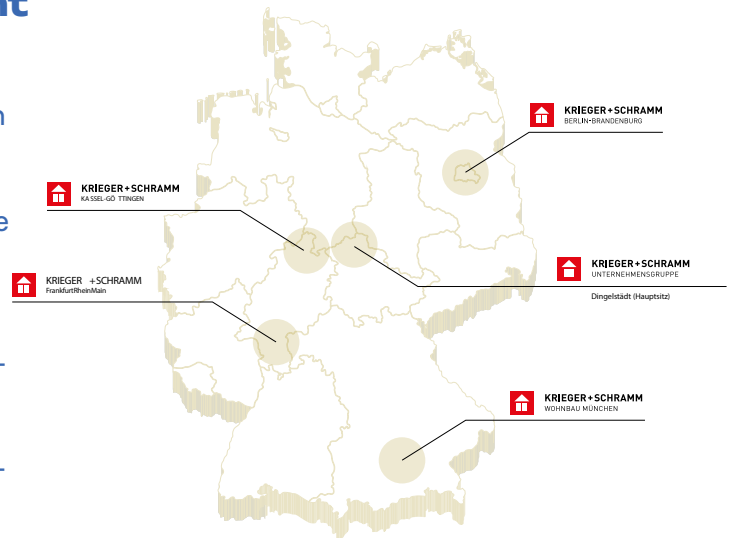 nt
n
KRIEGER+SCHRAMM
BERLIN-BRANDENBURG
KRIEGER+SCHRAMM
KASSEL-GÖ TTINGEN
e
KRIEGER+SCHRAMM
UNTERNEHMENSGRUPPE
Dingelstädt (Hauptsitz)
KRIEGER +SCHRAMM
FrankfurtRheinMain
-
KRIEGER+SCHRAMM
WOHNBAU MÜNCHEN
-